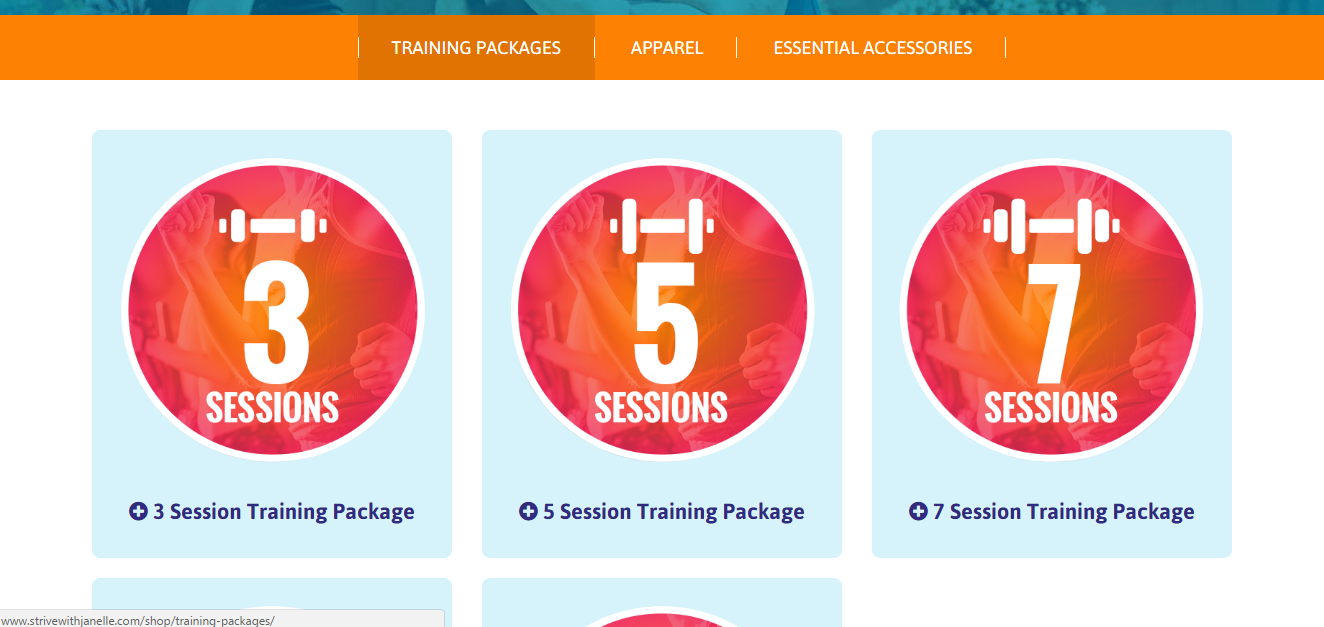 TRAINING PACKAGES
APPAREL
ESSENTIAL ACCESSORIES
3
SESSIONS
5
SESSIONS
7
SESSIONS
3 Session Training Package
5 Session Training Package
7 Session Training Package
www.strivewithjanelle.com/shop/training-packages/